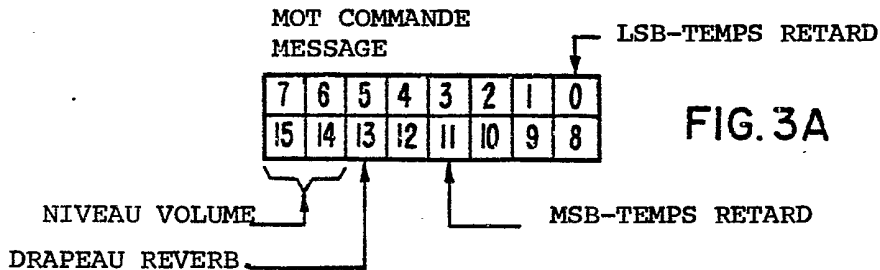 MOT COMMANDE
MESSAGE
LSB-TEMPS RETARD
7 6 5 4 3 2 1 0
15 14 13 12 11 10 9 8
FIG. 3A
NIVEAU VOLUME
MSB-TEMPS RETARD
DRAPEAU REVERB